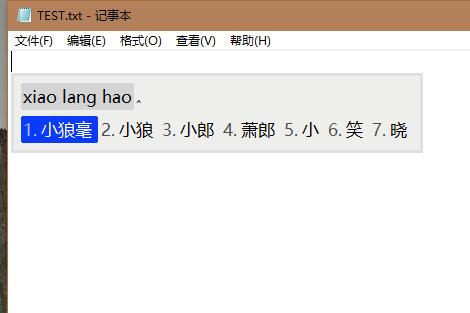 TEST.txt - 记事本
文件(F) 编辑(E) 格式(O) 查看(V) 帮助(H)
xiao lang hao 。
1. 小狼毫 2. 小狼 3. 小郎 4. 萧郎 5. 小 6. 笑 7. 晓